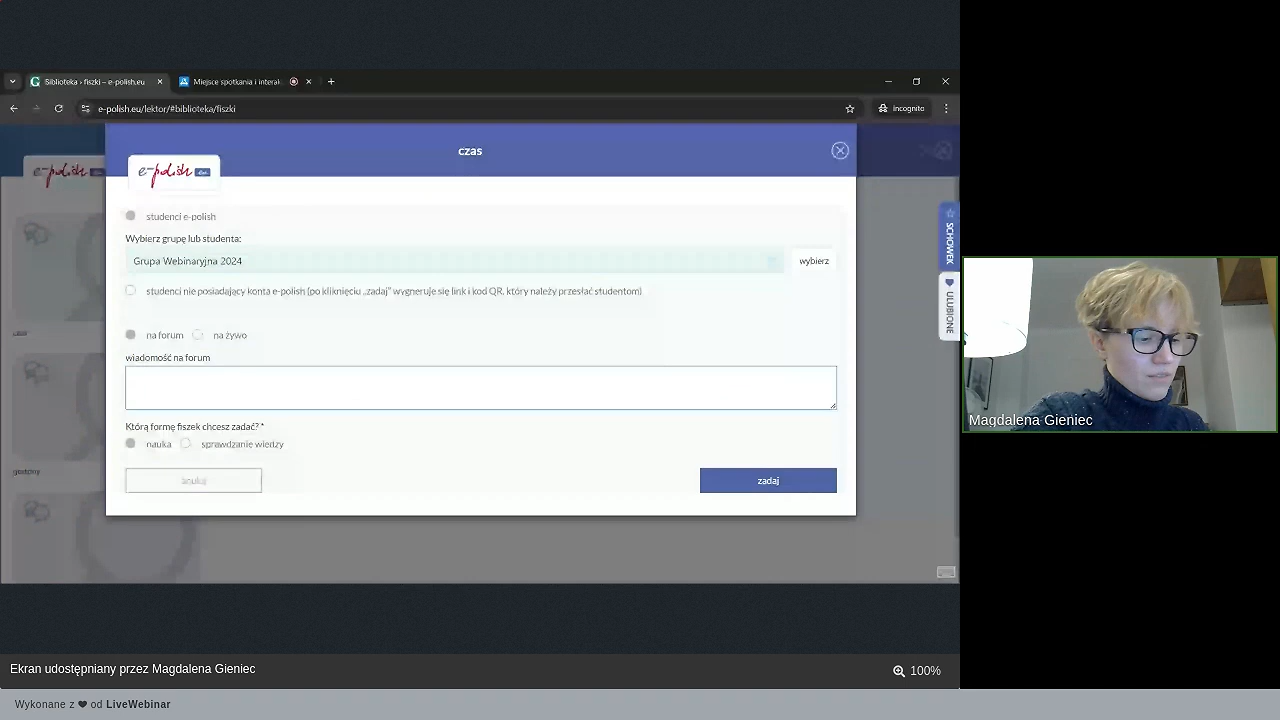 Biblioteka › fiszki – e-polish.eu
Miejsce spotkania i interak
e-polish.eu/lektor/#biblioteka/fiszki
Incognito
czas
e-polish
e-polish
studenci e-polish
Wybierz grupę lub studenta:
Grupa Webinaryjna 2024
wybierz
studenci nie posiadający konta e-polish (po kliknięciu „zadaj” wygneruje się link i kod QR, który należy przesłać studentom)
na forum
na żywo
wiadomość na forum
Którą formę fiszek chcesz zadać? *
nauka
sprawdzanie wiedzy
anuluj
zadaj
godziny
SCHOWEK
ULUBIONE
Magdalena Gieniec
Ekran udostępniany przez Magdalena Gieniec
100%
Wykonane z ❤ od LiveWebinar